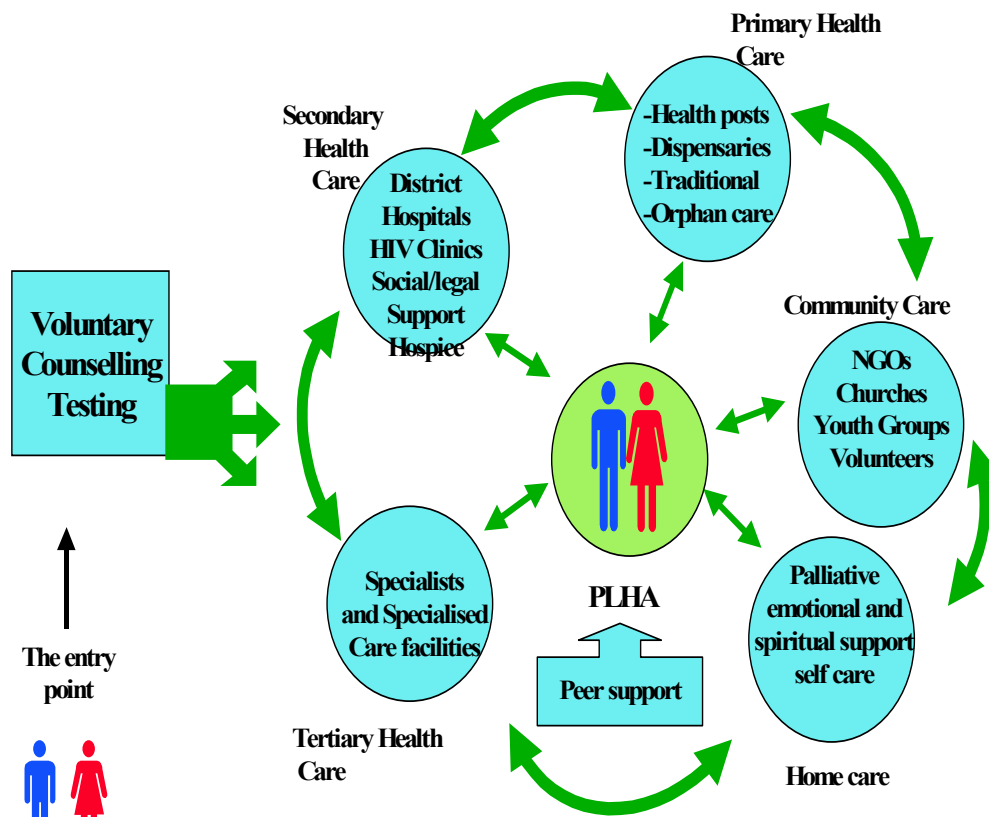 Primary Health
Care
-Health posts
-Dispensaries
-Traditional
-Orphan care
Secondary
Health
Care
District
Hospitals
HIV Clinics
Social/legal
Support
Hospice
Voluntary
Counselling
Testing
Community Care
NGOs
Churches
Youth Groups
Volunteers
Specialists
and Specialised
Care facilities
PLHA
Peer support
Palliative
emotional and
spiritual support
self care
The entry
point
Tertiary Health
Care
Home care